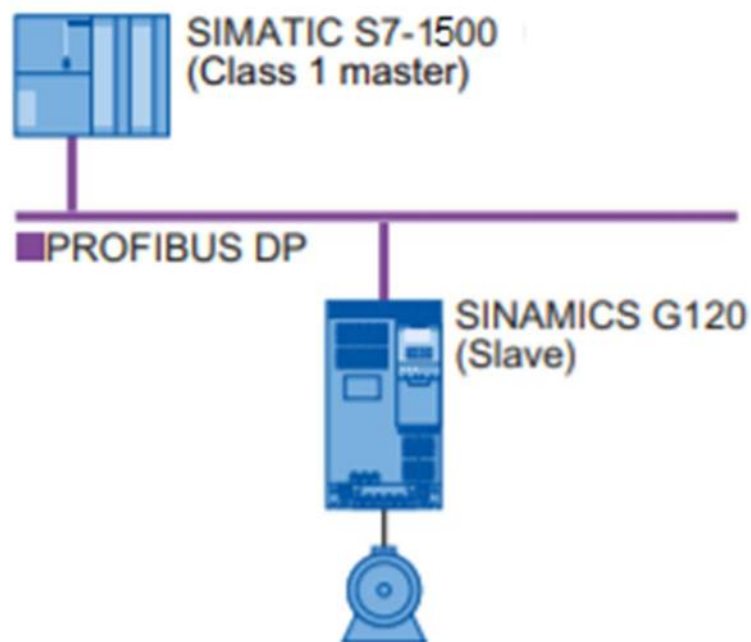 SIMATIC S7-1500
(Class 1 master)
PROFIBUS DP
SINAMICS G120
(Slave)